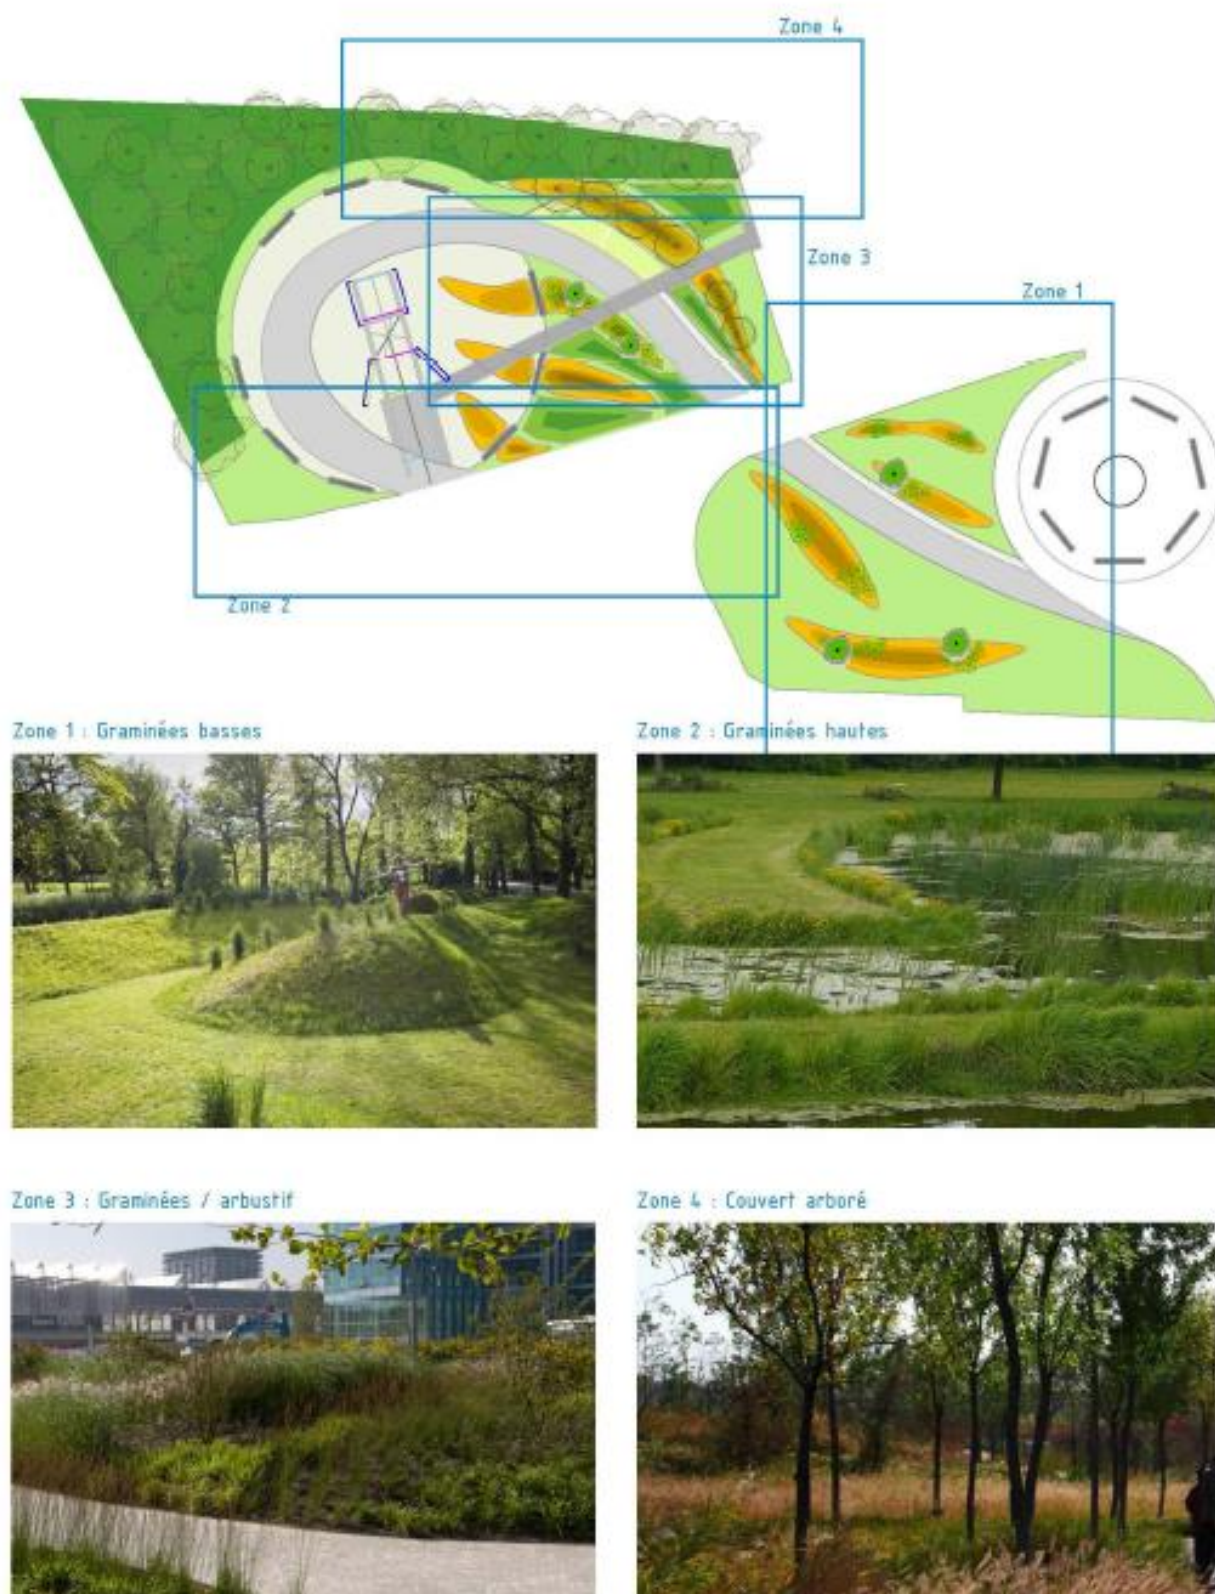 Zone 4
Zone 3
Zone 1
Zone 2
Zone 1 : Graminées basses
Zone 2 : Graminées hautes
Zone 3 : Graminées / arbustif
Zone 4 : Couvert arboré